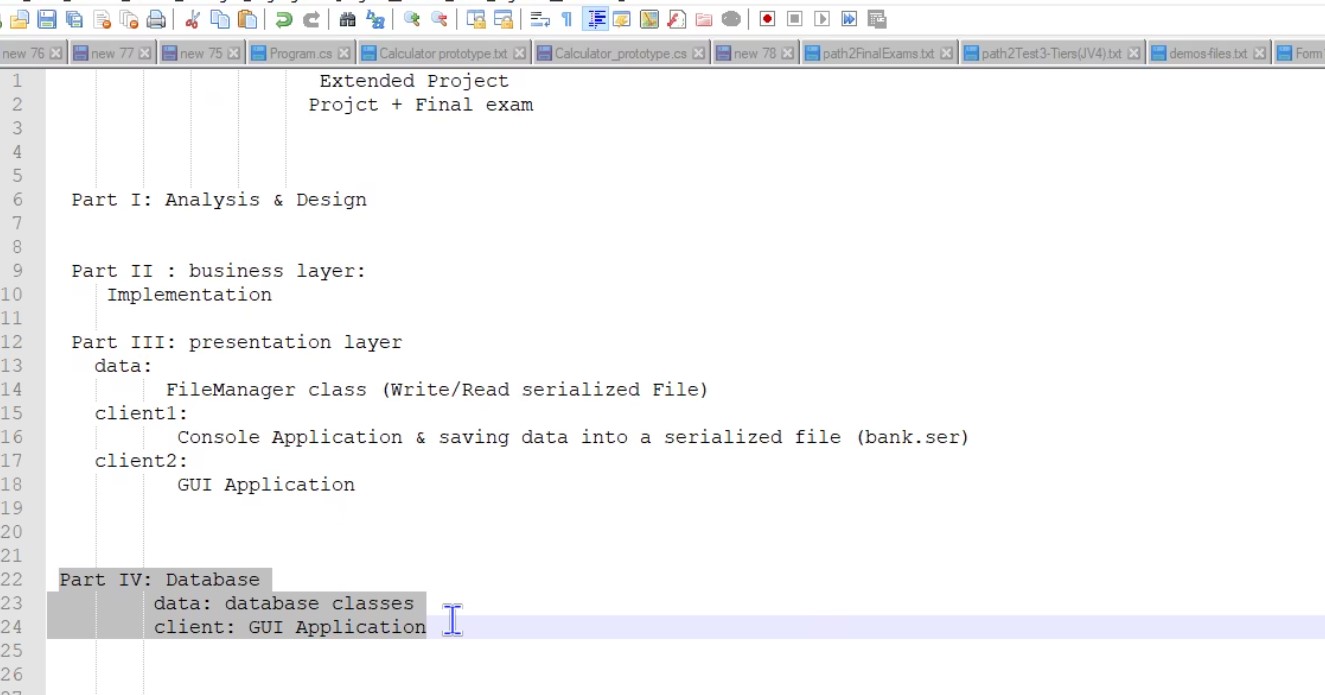 new 76 new 77 new 75 Program.cs Calculator prototype.txt Calculator_prototype.cs new 78 path2FinalExams.txt path2Test3-Tiers(JV4).txt demos-files.txt Form
1 Extended Project
2 Projct + Final exam
3
4
5
6 Part I: Analysis & Design
7
8
9 Part II : business layer:
10 Implementation
11
12 Part III: presentation layer
13 data:
14 FileManager class (Write/Read serialized File)
15 client1:
16 Console Application & saving data into a serialized file (bank.ser)
17 client2:
18 GUI Application
19
20
21
22 Part IV: Database
23 data: database classes
24 client: GUI Application
25
26